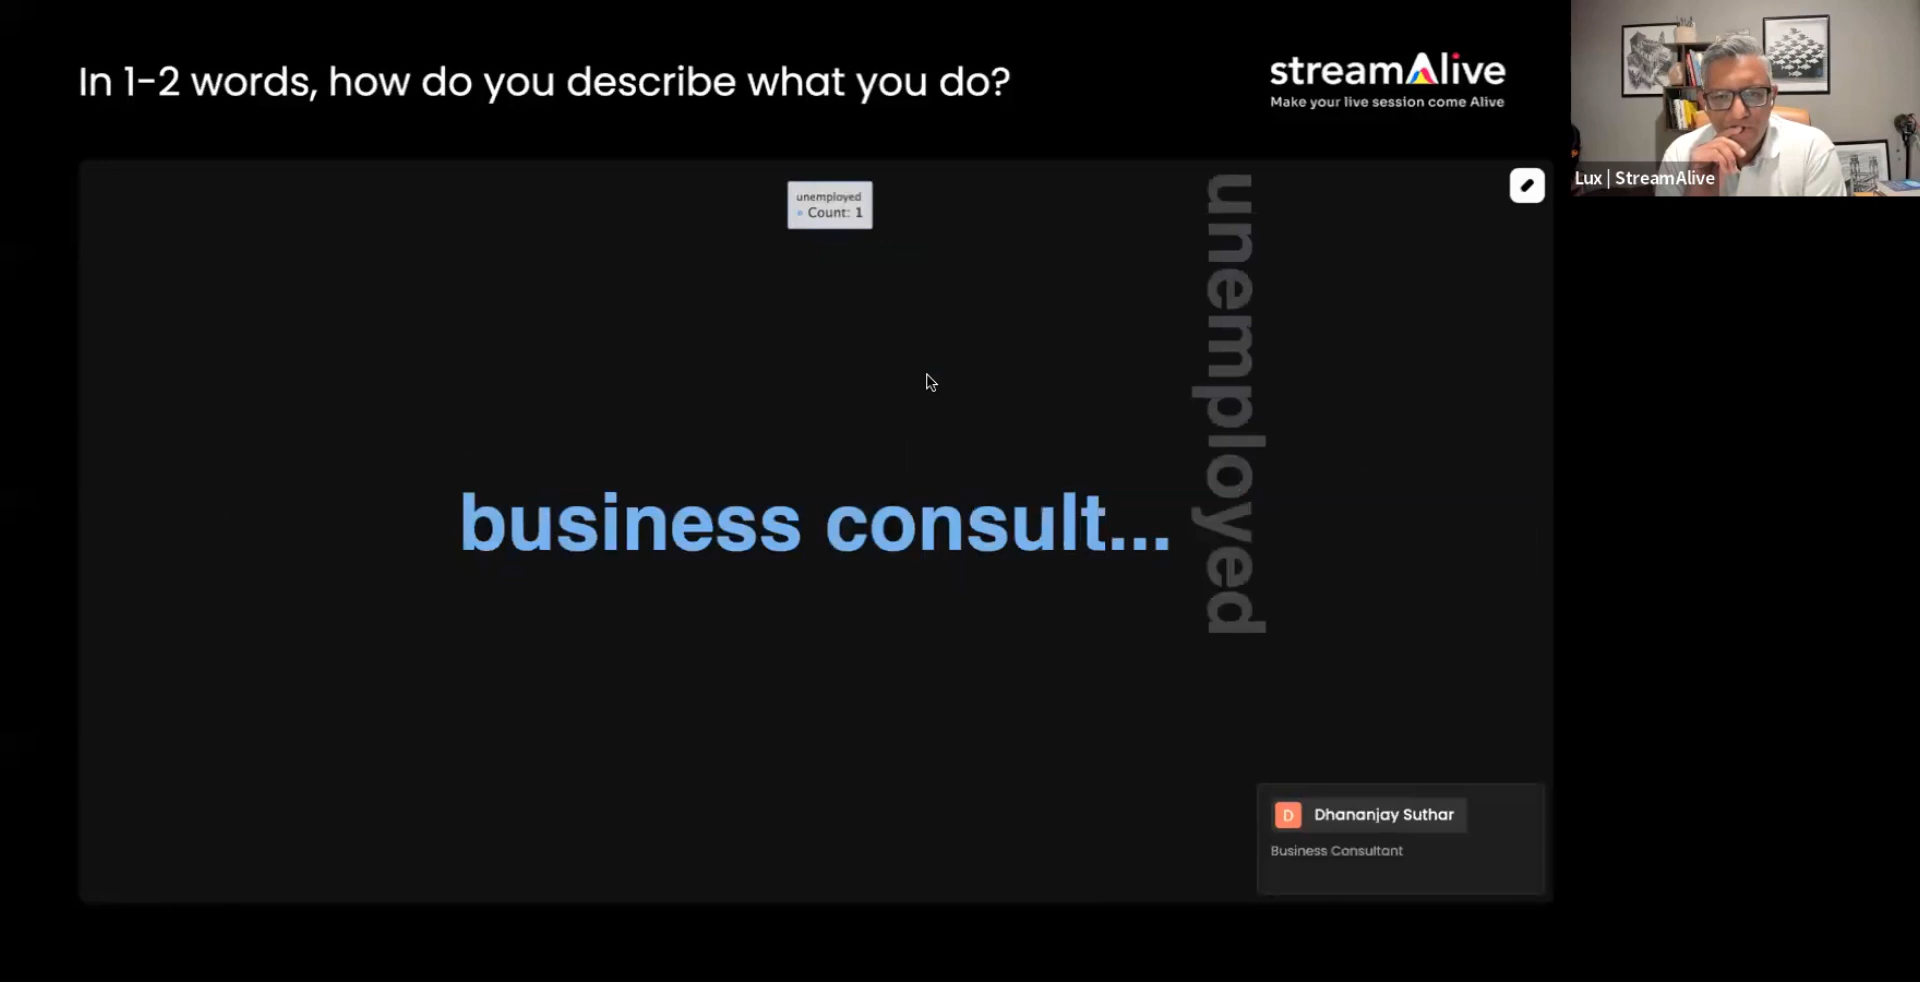 In 1-2 words, how do you describe what you do?
streamAlive
Make your live session come Alive
Lux | StreamAlive
unemployed
Count: 1
unemployed
business consult...
D
Dhananjay Suthar
Business Consultant